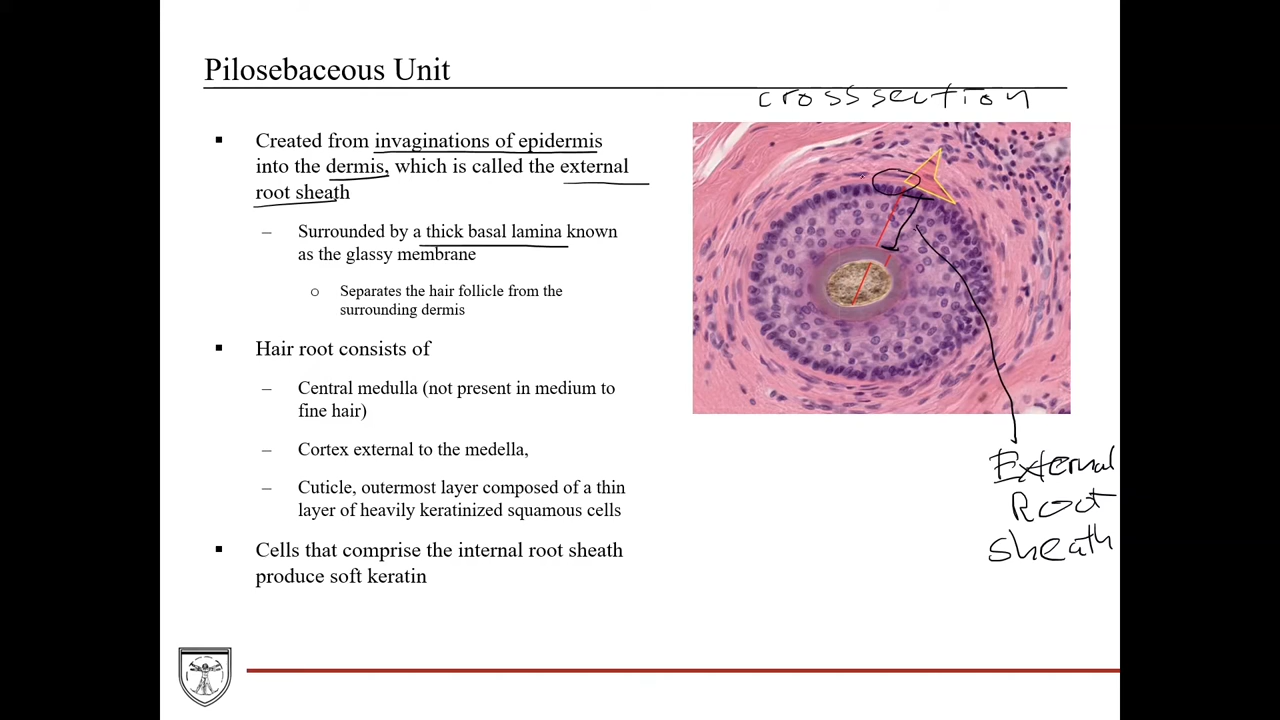 Pilosebaceous Unit
crosssection
▪ Created from invaginations of epidermis
into the dermis, which is called the external
root sheath
– Surrounded by a thick basal lamina known
as the glassy membrane
o Separates the hair follicle from the
surrounding dermis
▪ Hair root consists of
– Central medulla (not present in medium to
fine hair)
– Cortex external to the medella,
– Cuticle, outermost layer composed of a thin
layer of heavily keratinized squamous cells
▪ Cells that comprise the internal root sheath
produce soft keratin
External
Root
sheath